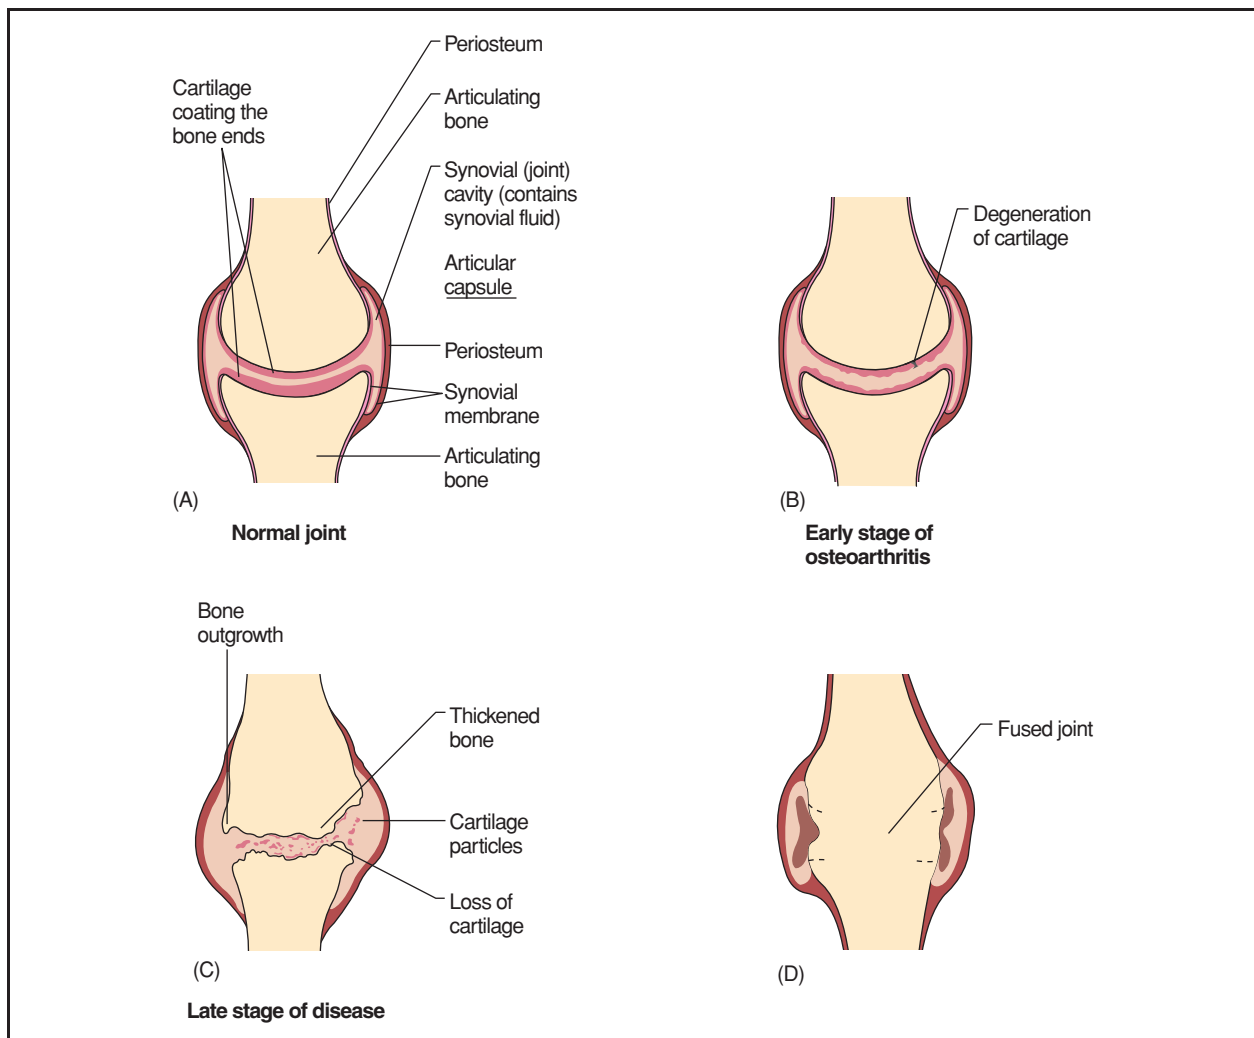 Periosteum
Cartilage
coating the
bone ends
Articulating
bone
Synovial (joint)
cavity (contains
synovial fluid)
Articular
capsule
Periosteum
Synovial
membrane
Articulating
bone
(A)
Normal joint
Degeneration
of cartilage
(B)
Early stage of
osteoarthritis
Bone
outgrowth
Thickened
bone
Cartilage
particles
Loss of
cartilage
(C)
Late stage of disease
Fused joint
(D)